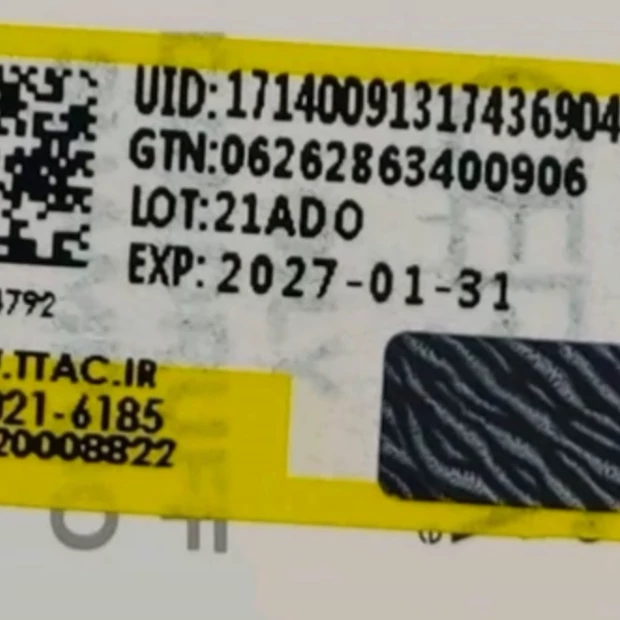 UID:17140091317436904
GTN:06262863400906
LOT:21ADO
EXP:2027-01-31
4792
.TTAC.IR
021-6185
20008822